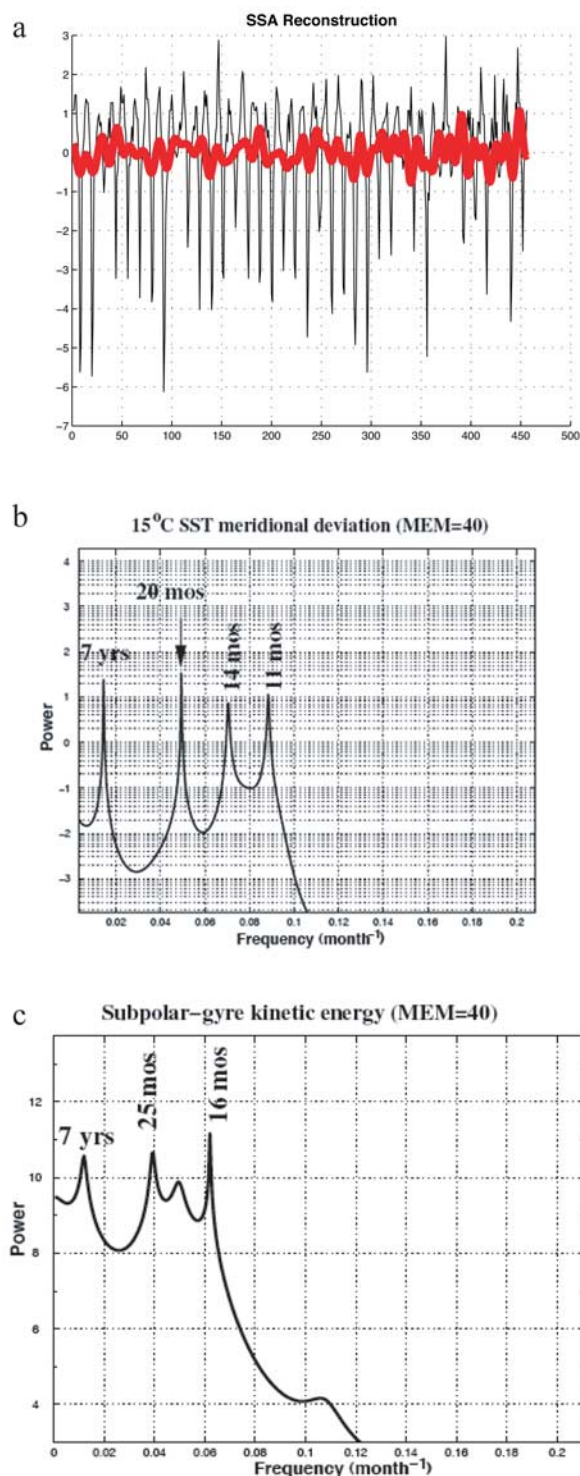 a
SSA Reconstruction
3
2
1
0
-1
-2
-3
-4
-5
-6
-7
0 50 100 150 200 250 300 350 400 450 500
b
15°C SST meridional deviation (MEM=40)
4
3
2
1
0
-1
-2
-3
Power
7 yrs
20 mos
14 mos
11 mos
0.02 0.04 0.06 0.08 0.1 0.12 0.14 0.16 0.18 0.2
Frequency (month⁻¹)
c
Subpolar-gyre kinetic energy (MEM=40)
12
10
8
6
4
Power
7 yrs
25 mos
16 mos
0 0.02 0.04 0.06 0.08 0.1 0.12 0.14 0.16 0.18 0.2
Frequency (month⁻¹)